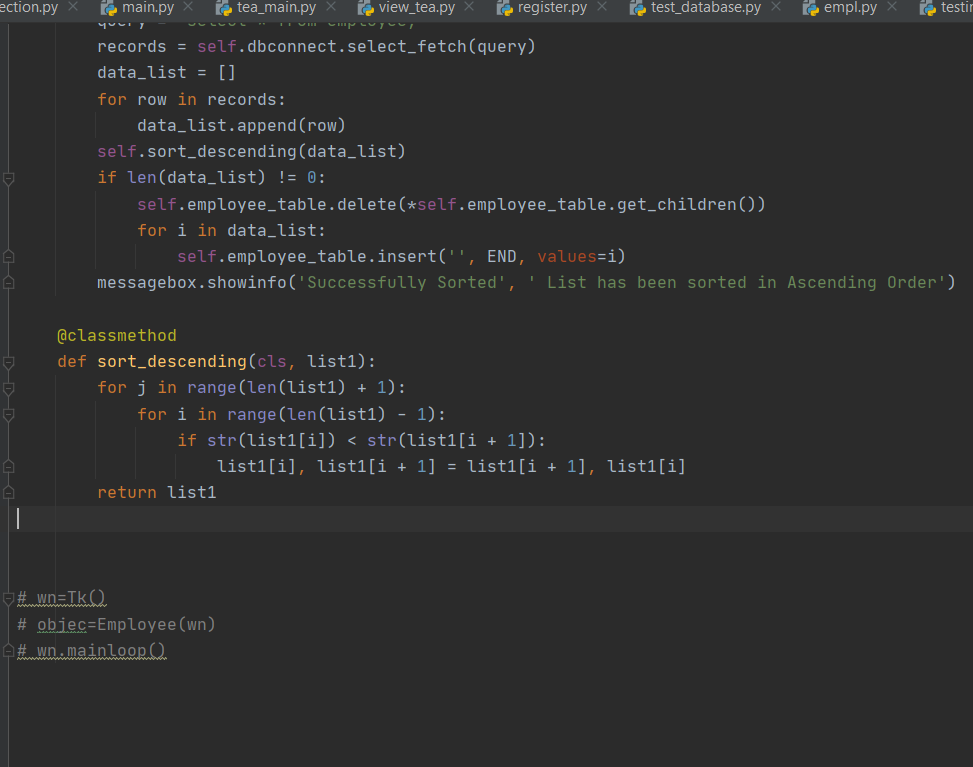 ection.py main.py tea_main.py view_tea.py register.py test_database.py empl.py testin
records = self.dbconnect.select_fetch(query)
data_list = []
for row in records:
data_list.append(row)
self.sort_descending(data_list)
if len(data_list) != 0:
self.employee_table.delete(*self.employee_table.get_children())
for i in data_list:
self.employee_table.insert('', END, values=i)
messagebox.showinfo('Successfully Sorted', ' List has been sorted in Ascending Order')
@classmethod
def sort_descending(cls, list1):
for j in range(len(list1) + 1):
for i in range(len(list1) - 1):
if str(list1[i]) < str(list1[i + 1]):
list1[i], list1[i + 1] = list1[i + 1], list1[i]
return list1
# wn=Tk()
# objec=Employee(wn)
# wn.mainloop()